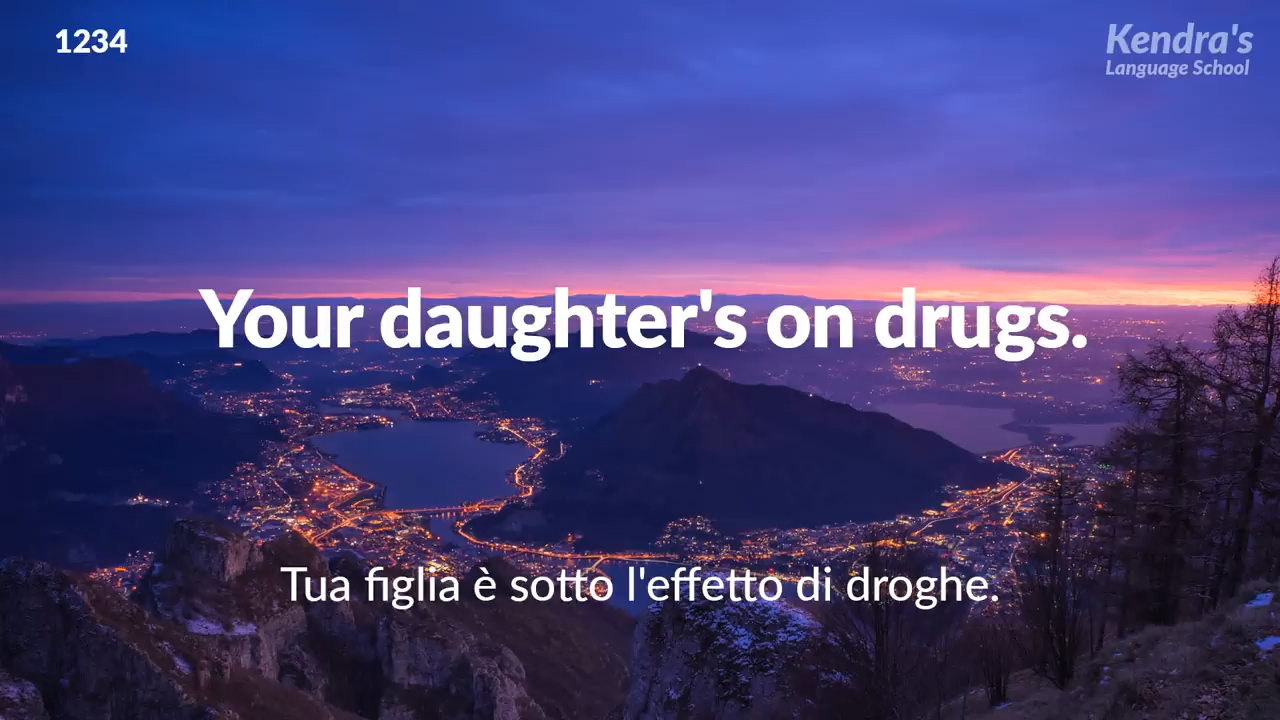 1234
Kendra's
Language School
Your daughter's on drugs.
Tua figlia è sotto l'effetto di droghe.